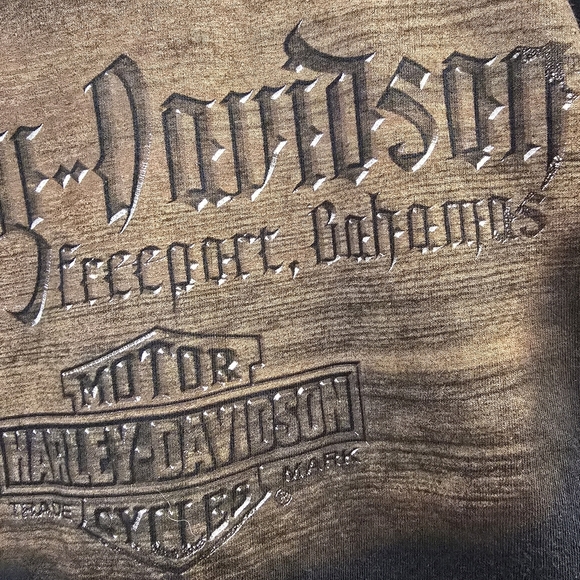 y-Davidson
Freeport, Bahamas
MOTOR
HARLEY-DAVIDSON
TRADE MARK
CYCLES ®